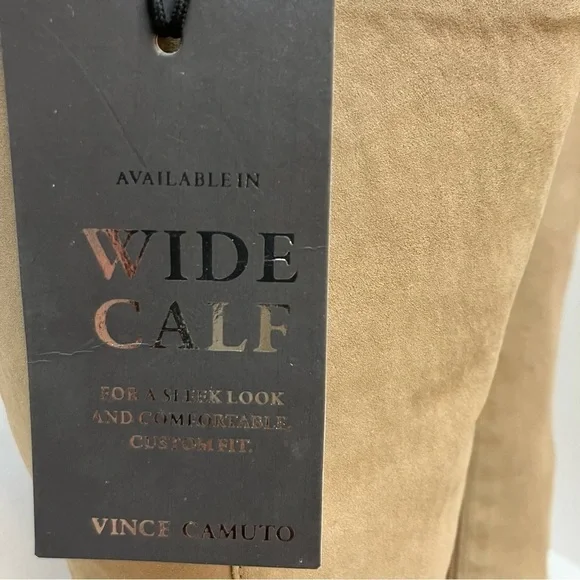 AVAILABLE IN
WIDE
CALF
FOR A SLEEK LOOK
AND COMFORTABLE,
CUSTOM FIT.
VINCE CAMUTO